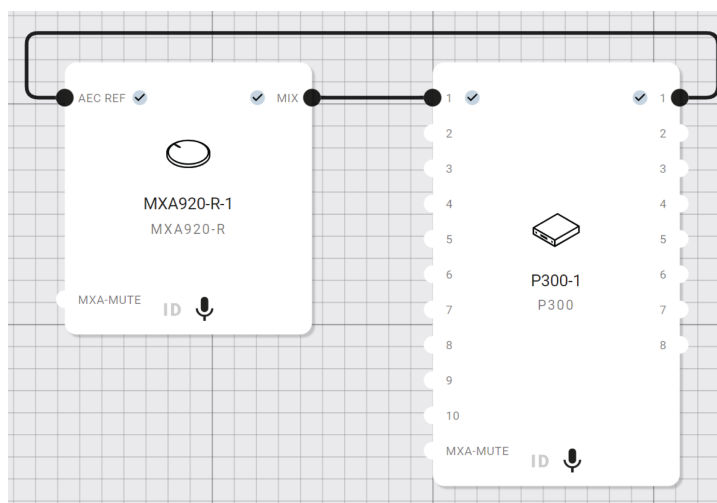 AEC REF
MIX
MXA920-R-1
MXA920-R
MXA-MUTE
ID
1 1
2 2
3 3
4 4
5 5
6 6
7 7
8 8
9
10
P300-1
P300
MXA-MUTE
ID